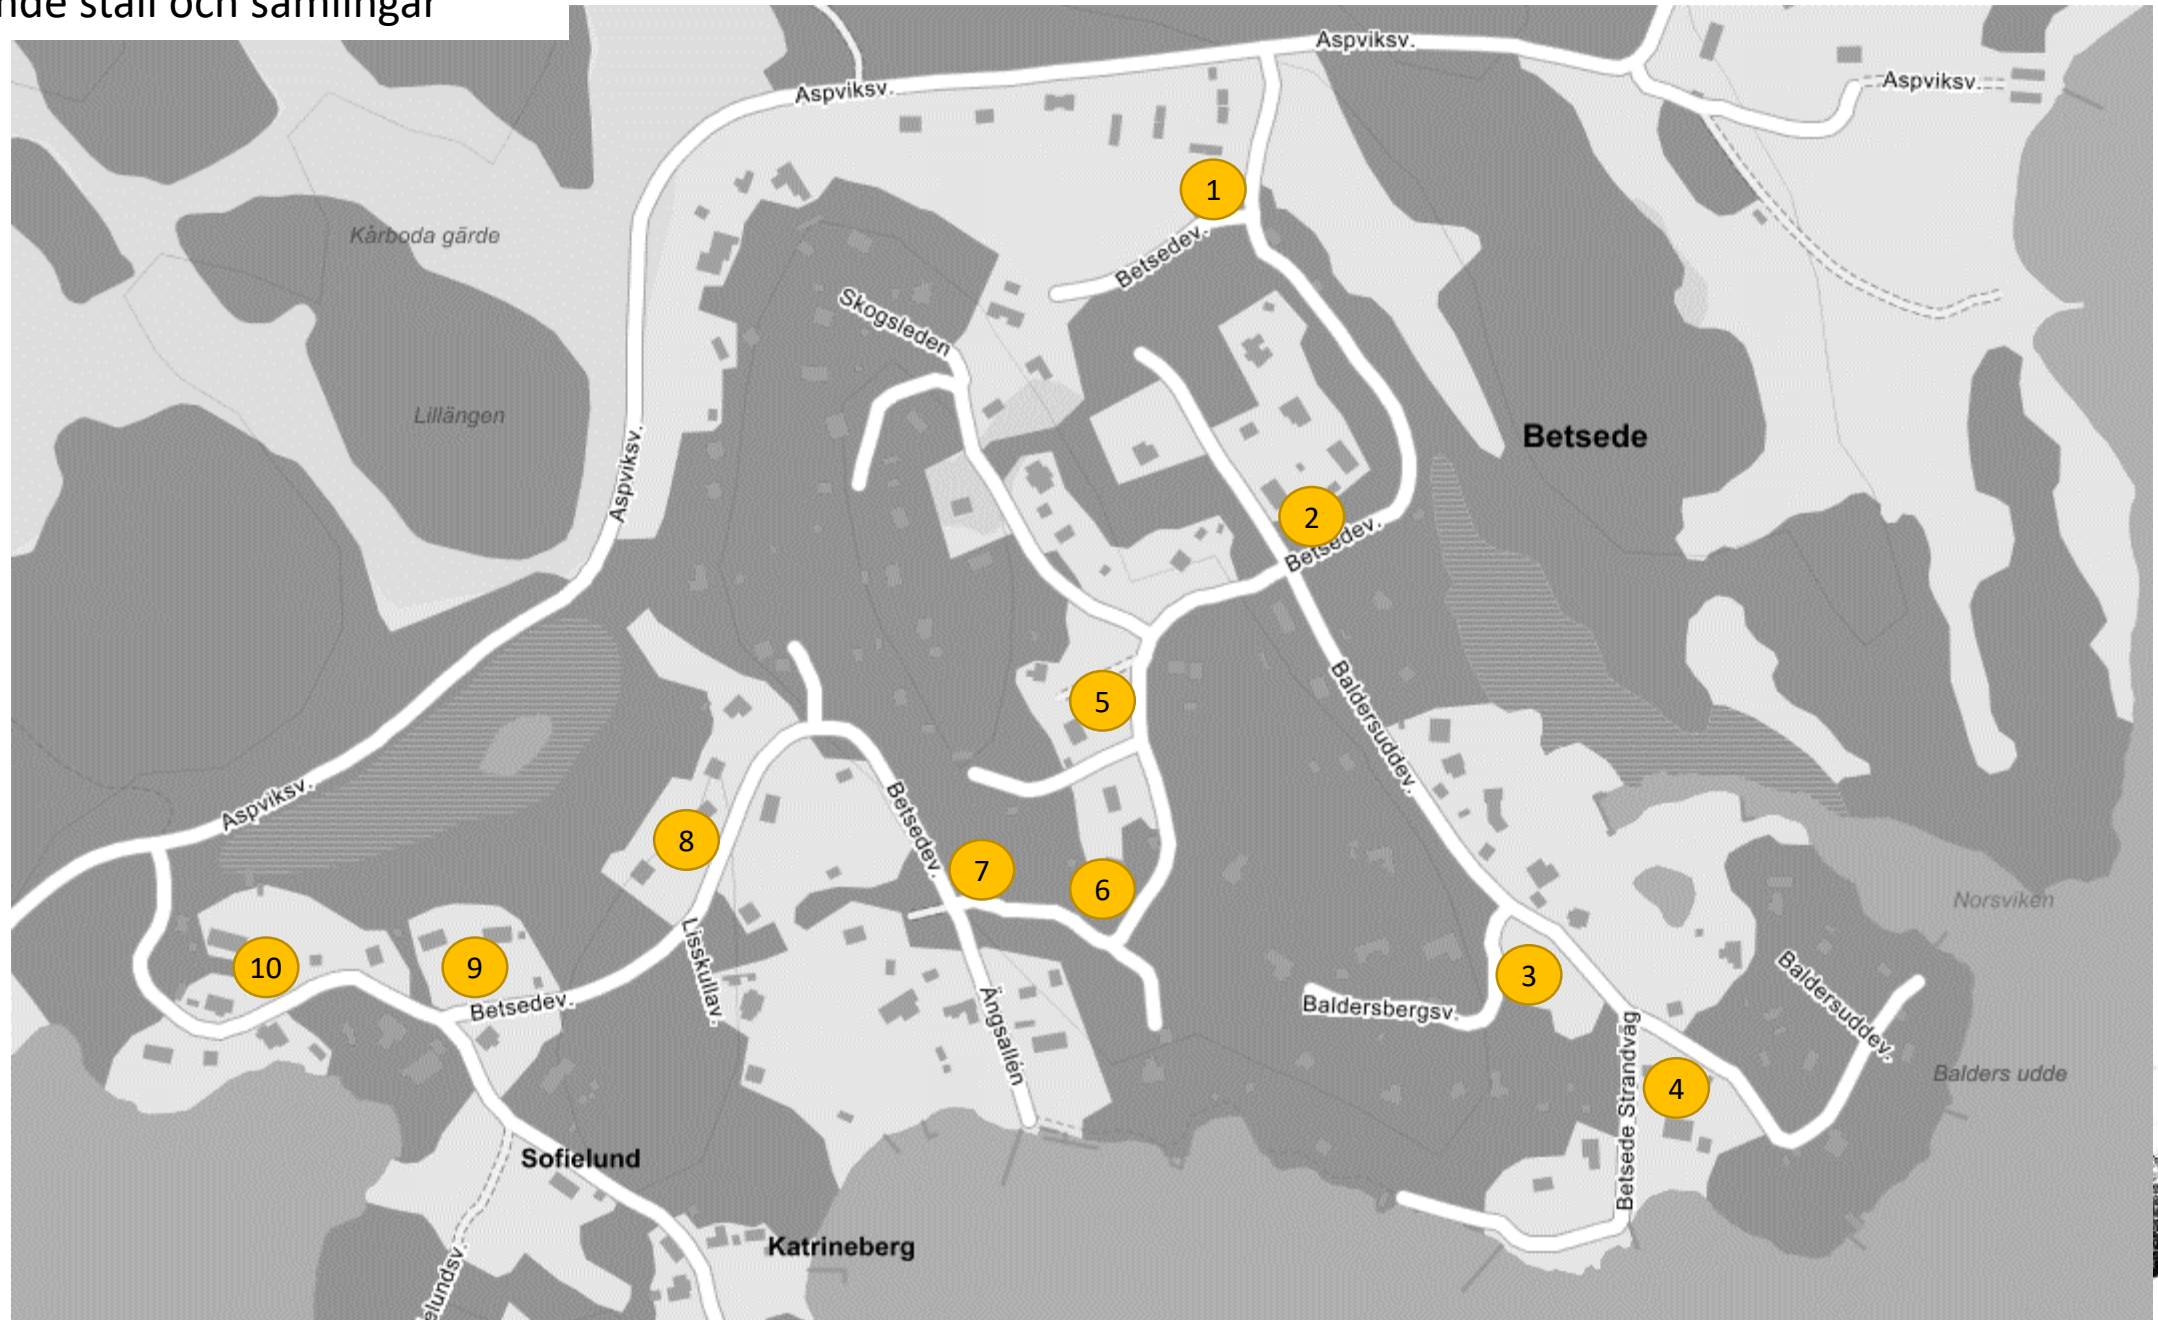 nde ställ och samlingar
Aspviksv.
Aspviksv.
Aspviksv.
1
Kårboda gärde
Betsedev.
Skogsleden
Lillängen
Betsede
Aspviksv.
2
Betsedev.
5
Baldersuddev.
Aspviksv.
Betsedev.
8
7
6
Norsviken
10
9
Lisskullav.
3
Baldersuddev.
Betsedev.
Ängsallén
Baldersbergsv.
Betsede Strandväg
4
Balders udde
Sofielund
Katrineberg
elundsv.